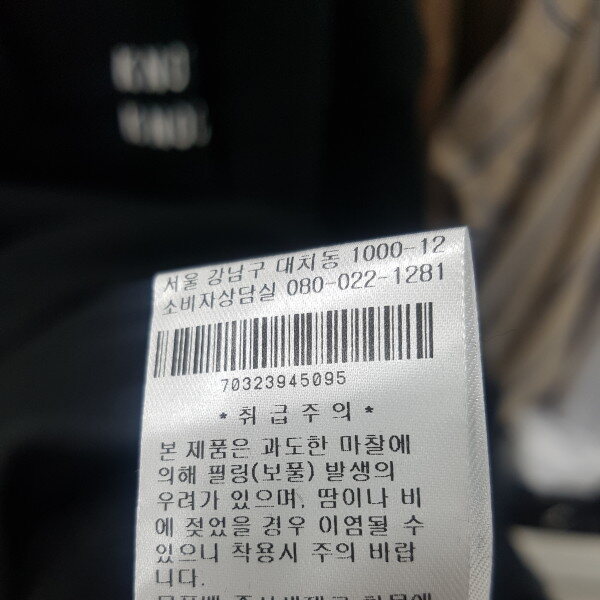 서울 강남구 대치동 1000-12
소비자상담실 080-022-1281
70323945095
* 취 급 주 의 *
본 제품은 과도한 마찰에
의해 필링(보풀) 발생의
우려가 있으며, 땀이나 비
에 젖었을 경우 이염될 수
있으니 착용시 주의 바랍
니다.